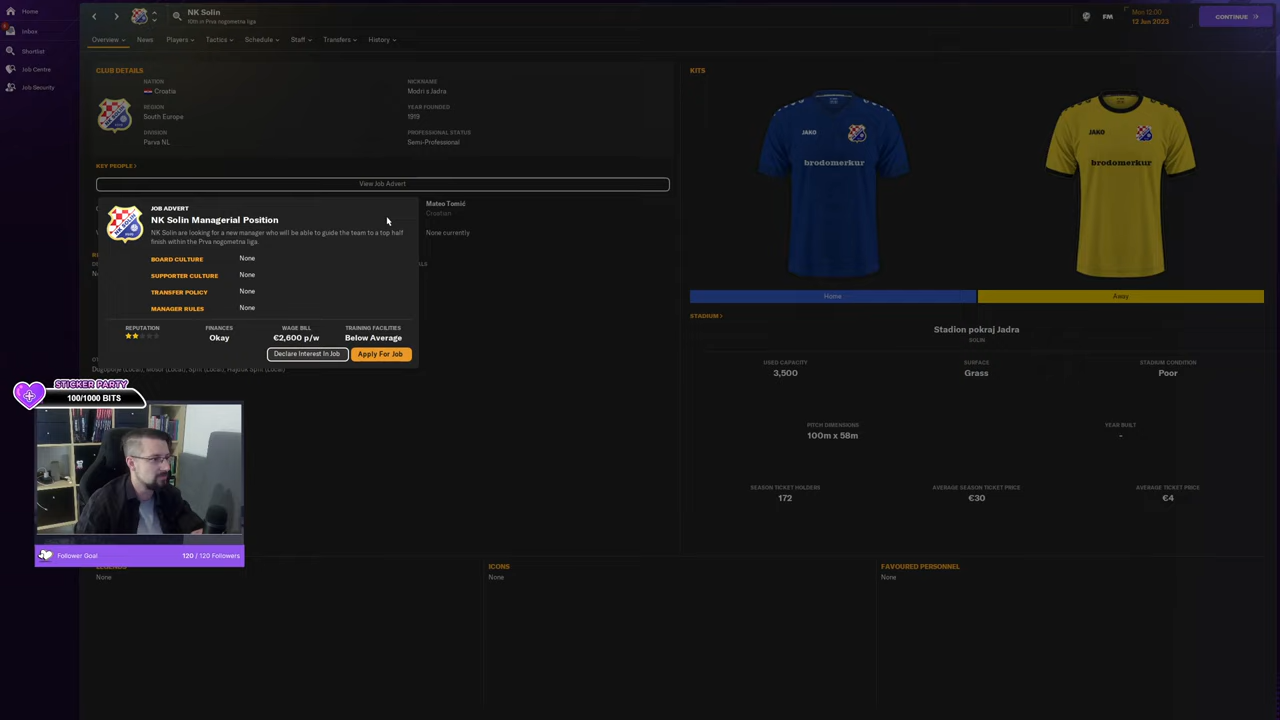 Home
Inbox
Shortlist
Job Centre
Job Security
NK Solin
10th in Prva nogometna liga
FM
Mon 12:00
12 Jun 2023
CONTINUE
Overview
News
Players
Tactics
Schedule
Staff
Transfers
History
CLUB DETAILS
NATION
Croatia
NICKNAME
Modri s Jadra
REGION
South Europe
YEAR FOUNDED
1919
DIVISION
Parva NL
PROFESSIONAL STATUS
Semi-Professional
KEY PEOPLE
View Job Advert
Mateo Tomić
Croatian
None currently
JOB ADVERT
NK Solin Managerial Position
NK Solin are looking for a new manager who will be able to guide the team to a top half
finish within the Prva nogometna liga.
BOARD CULTURE None
SUPPORTER CULTURE None
TRANSFER POLICY None
MANAGER RULES None
REPUTATION
FINANCES
Okay
WAGE BILL
€2,600 p/w
TRAINING FACILITIES
Below Average
Declare Interest In Job
Apply For Job
KITS
JAKO
brodomerkur
JAKO
brodomerkur
Home
Away
STADIUM
Stadion pokraj Jadra
SOLIN
USED CAPACITY
3,500
SURFACE
Grass
STADIUM CONDITION
Poor
PITCH DIMENSIONS
100m x 58m
YEAR BUILT
-
SEASON TICKET HOLDERS
172
AVERAGE SEASON TICKET PRICE
€30
AVERAGE TICKET PRICE
€4
STICKER PARTY
100/1000 BITS
Follower Goal
120 / 120 Followers
LEGENDS
None
ICONS
None
FAVOURED PERSONNEL
None